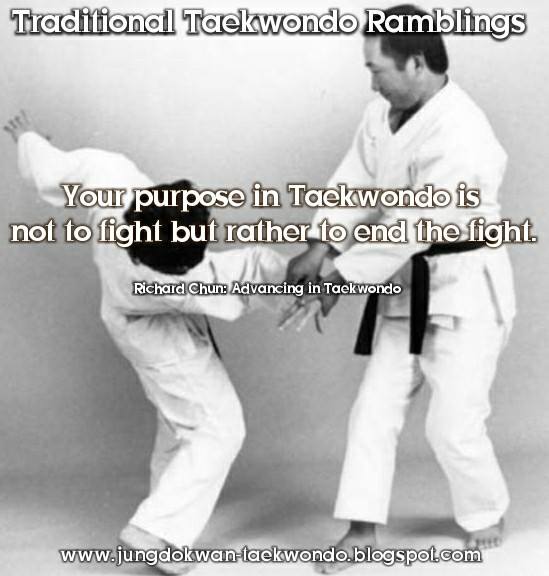 Traditional Taekwondo Ramblings
Your purpose in Taekwondo is
not to fight but rather to end the fight.
Richard Chun: Advancing in Taekwondo
www.jungdokwan-taekwondo.blogspot.com